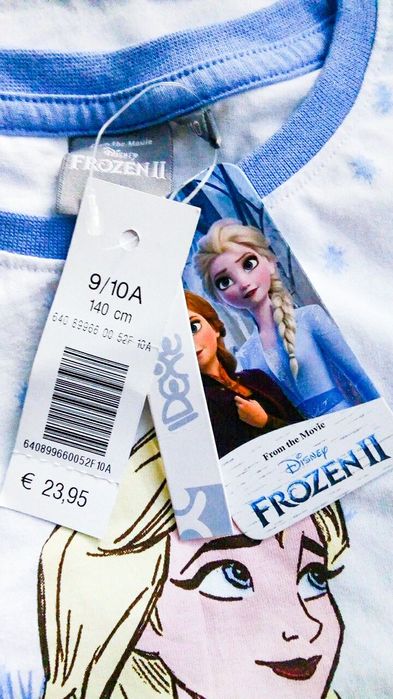 from the Movie
Disney
FROZEN II
9/10A
140 cm
640 89966 00 52F 10A
640899660052F10A
€ 23,95
From the Movie
Disney
FROZEN II